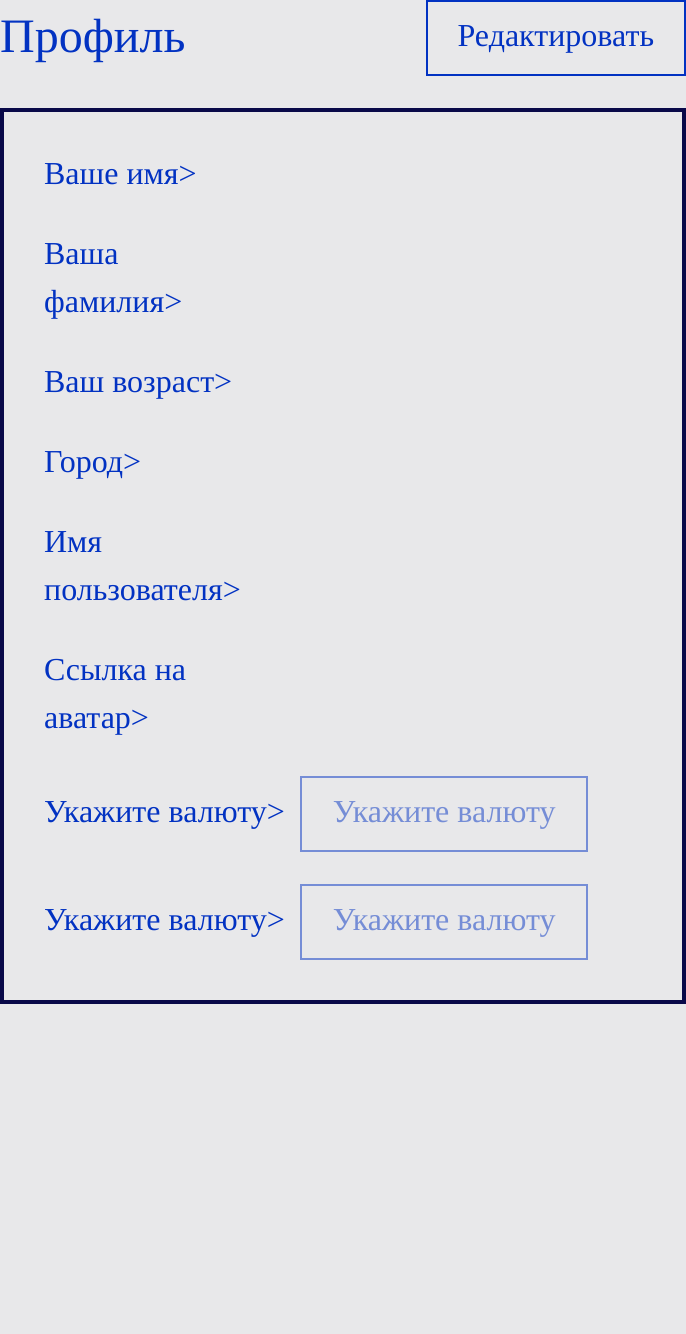 Профиль
Редактировать
Ваше имя>
Ваша
фамилия>
Ваш возраст>
Город>
Имя
пользователя>
Ссылка на
аватар>
Укажите валюту> Укажите валюту
Укажите валюту> Укажите валюту